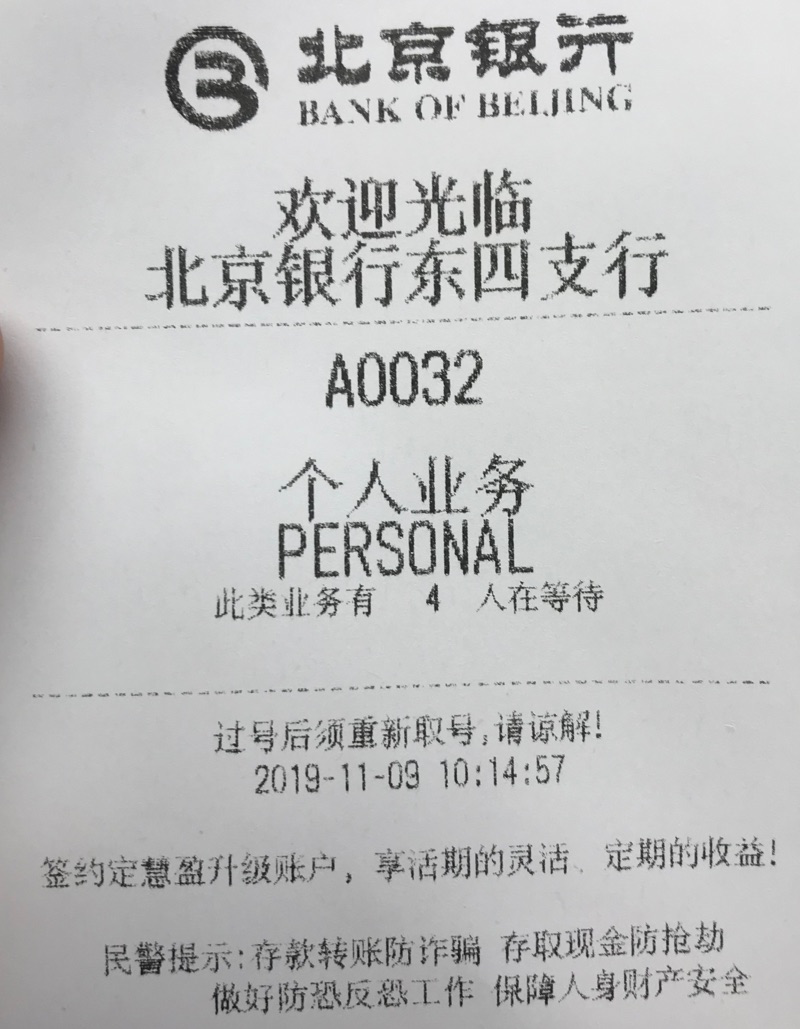 北京银行
BANK OF BEIJING
欢迎光临
北京银行东四支行
A0032
个人业务
PERSONAL
此类业务有 4 人在等待
过号后须重新取号,请谅解!
2019-11-09 10:14:57
签约定慧盈升级账户，享活期的灵活、定期的收益!
民警提示:存款转账防诈骗 存取现金防抢劫
做好防恐反恐工作 保障人身财产安全